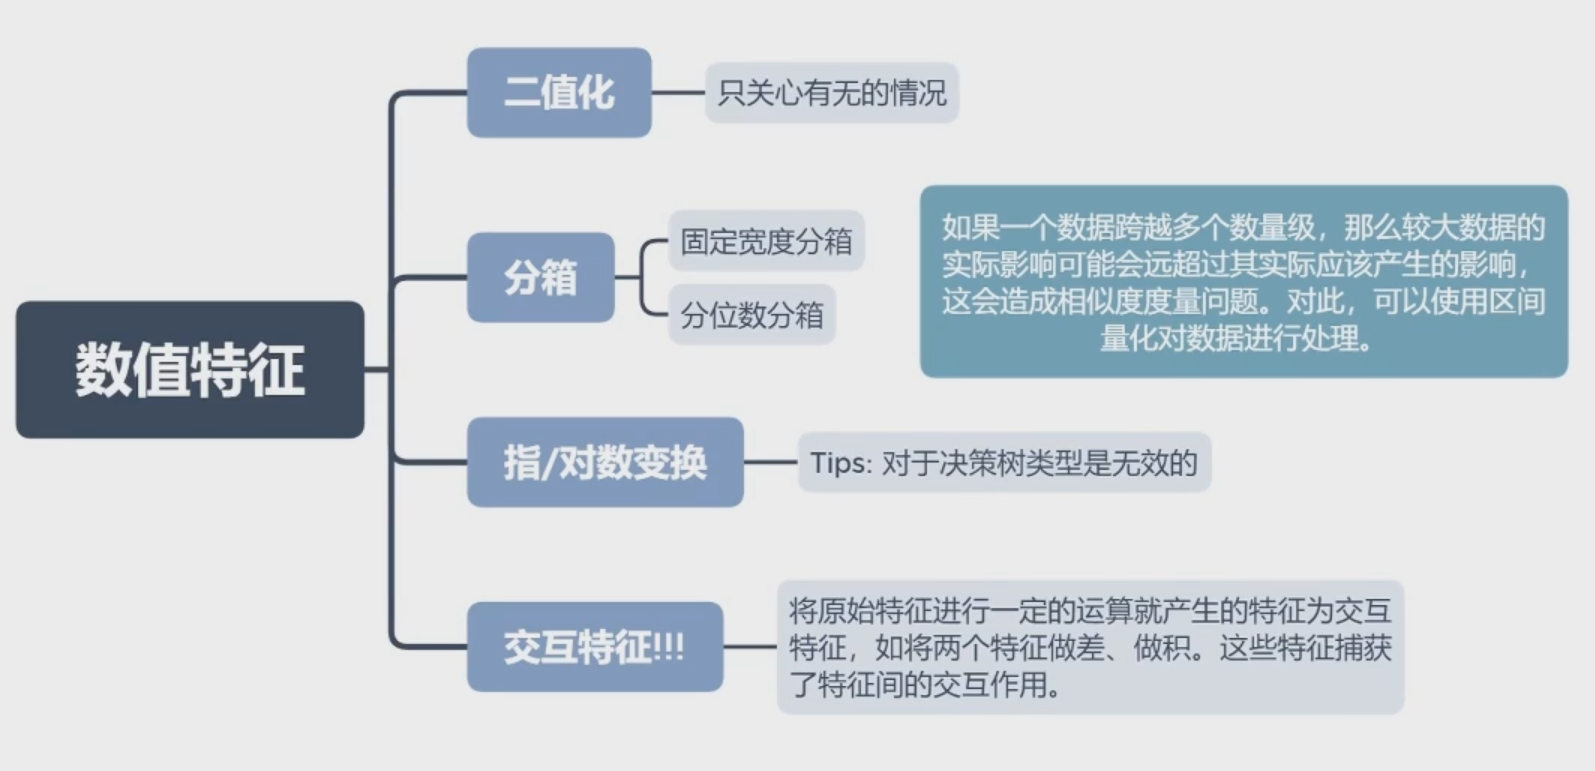 数值特征
二值化
只关心有无的情况
分箱
固定宽度分箱
分位数分箱
如果一个数据跨越多个数量级，那么较大数据的
实际影响可能会远超过其实际应该产生的影响，
这会造成相似度度量问题。对此，可以使用区间
量化对数据进行处理。
指/对数变换
Tips: 对于决策树类型是无效的
交互特征!!!
将原始特征进行一定的运算就产生的特征为交互
特征，如将两个特征做差、做积。这些特征捕获
了特征间的交互作用。